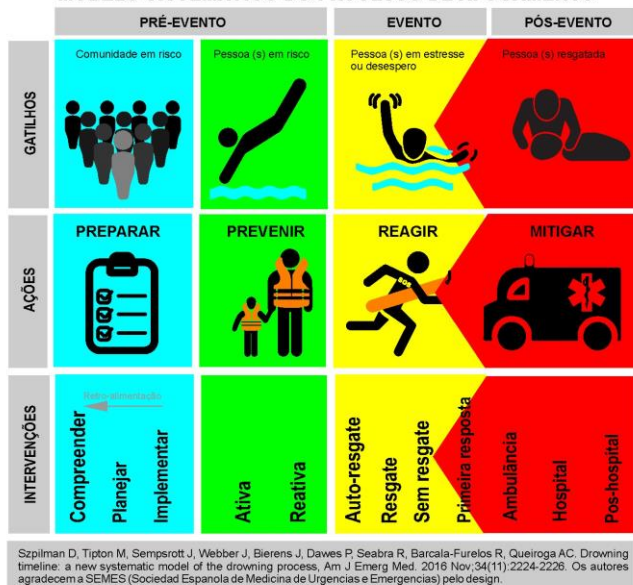 PRÉ-EVENTO EVENTO PÓS-EVENTO
GATILHOS
Comunidade em risco
Pessoa (s) em risco
Pessoa (s) em estresse
ou desespero
Pessoa (s) resgatada
AÇÕES
PREPARAR
PREVENIR
REAGIR
MITIGAR
SOS
INTERVENÇÕES
Retro-alimentação
Compreender
Planejar
Implementar
Ativa
Reativa
Auto-resgate
Resgate
Sem resgate
Primeira resposta
Ambulância
Hospital
Pos-hospital
Szpilman D, Tipton M, Sempsrott J, Webber J, Bierens J, Dawes P, Seabra R, Barcala-Furelos R, Queiroga AC. Drowning
timeline: a new systematic model of the drowning process, Am J Emerg Med. 2016 Nov;34(11):2224-2226. Os autores
agradecem a SEMES (Sociedad Espanola de Medicina de Urgencias e Emergencias) pelo design.